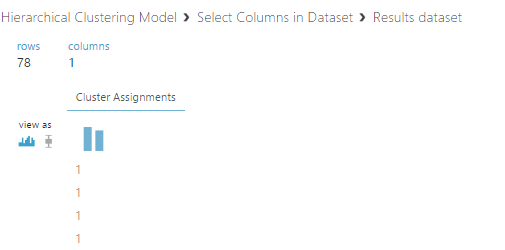 Hierarchical Clustering Model ❯ Select Columns in Dataset ❯ Results dataset
rows columns
78 1
Cluster Assignments
view as
1
1
1
1